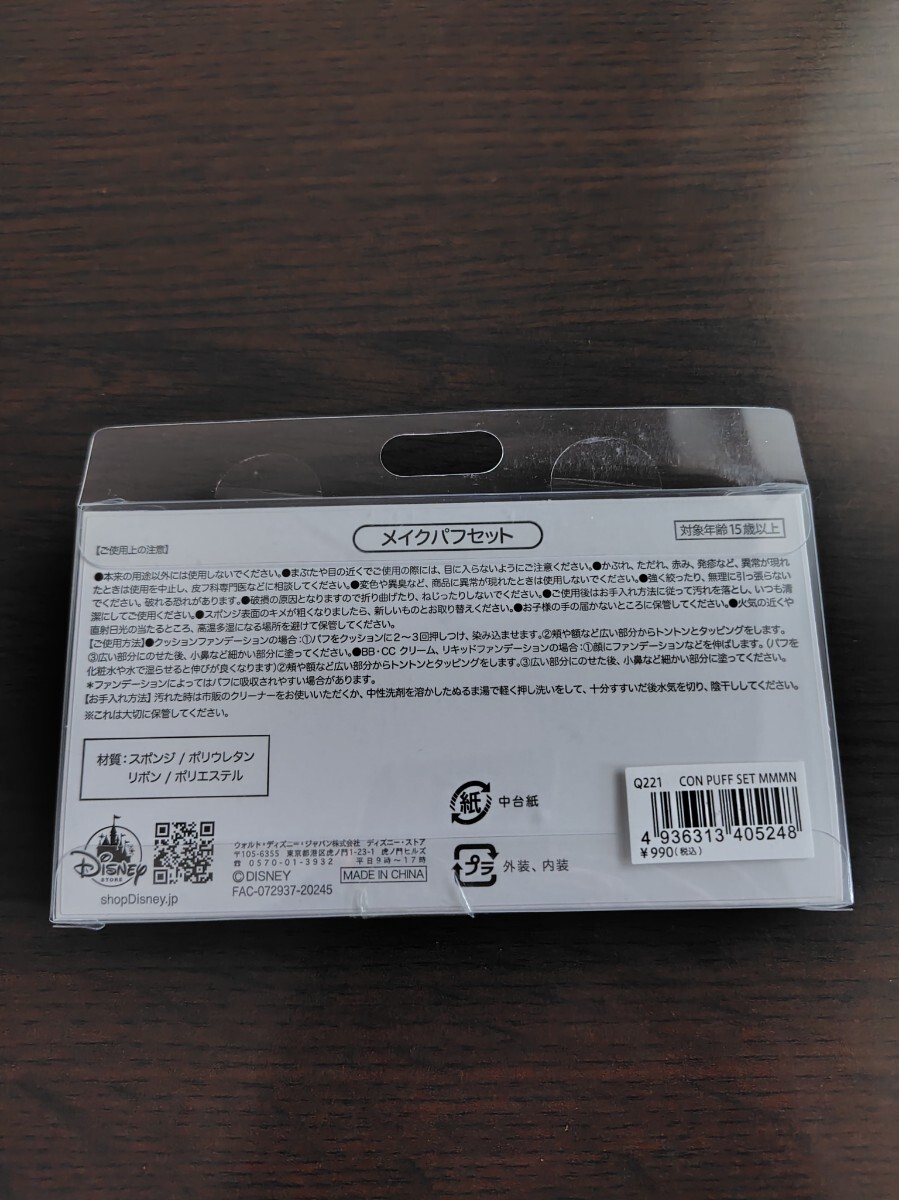 メイクパフセット
対象年齢15歳以上
【ご使用上の注意】
●本来の用途以外には使用しないでください。●まぶたや目の近くでご使用の際には、目に入らないようにご注意ください。●かぶれ、ただれ、赤み、発疹など、異常が現れ
たときは使用を中止し、皮フ科専門医などに相談してください。●変色や異臭など、商品に異常が現れたときは使用しないでください。●強く絞ったり、無理に引っ張らない
でください。破れる恐れがあります。●破損の原因となりますので折り曲げたり、ねじったりしないでください。●ご使用後はお手入れ方法に従って汚れを落とし、いつも清
潔にしてご使用ください。●スポンジ表面のキメが粗くなりましたら、新しいものとお取り替えください。●お子様の手の届かないところに保管してください。●火気の近くや
直射日光の当たるところ、高温多湿になる場所を避けて保管してください。
【ご使用方法】●クッションファンデーションの場合：①パフをクッションに2〜3回押しつけ、染み込ませます。②頬や額など広い部分からトントンとタッピングをします。
③広い部分にのせた後、小鼻など細かい部分に塗ってください。●BB・CC クリーム、リキッドファンデーションの場合：①顔にファンデーションなどを伸ばします。（パフを
化粧水や水で湿らせると伸びが良くなります）②頬や額など広い部分からトントンとタッピングをします。③広い部分にのせた後、小鼻など細かい部分に塗ってください。
＊ファンデーションによってはパフに吸収されやすい場合があります。
【お手入れ方法】汚れた時は市販のクリーナーをお使いいただくか、中性洗剤を溶かしたぬるま湯で軽く押し洗いをして、十分すすいだ後水気を切り、陰干ししてください。
※これは大切に保管してください。
材質：スポンジ / ポリウレタン
リボン / ポリエステル
紙 中台紙
プラ 外装、内装
Q221 CON PUFF SET MMMN
4 936313 405248
¥990(税込)
Disney
STORE
shopDisney.jp
ウォルト・ディズニー・ジャパン株式会社 ディズニー・ストア
〒105-6355 東京都港区虎ノ門1-23-1 虎ノ門ヒルズ
☎ 0570-01-3932 平日9時〜17時
©DISNEY MADE IN CHINA
FAC-072937-20245